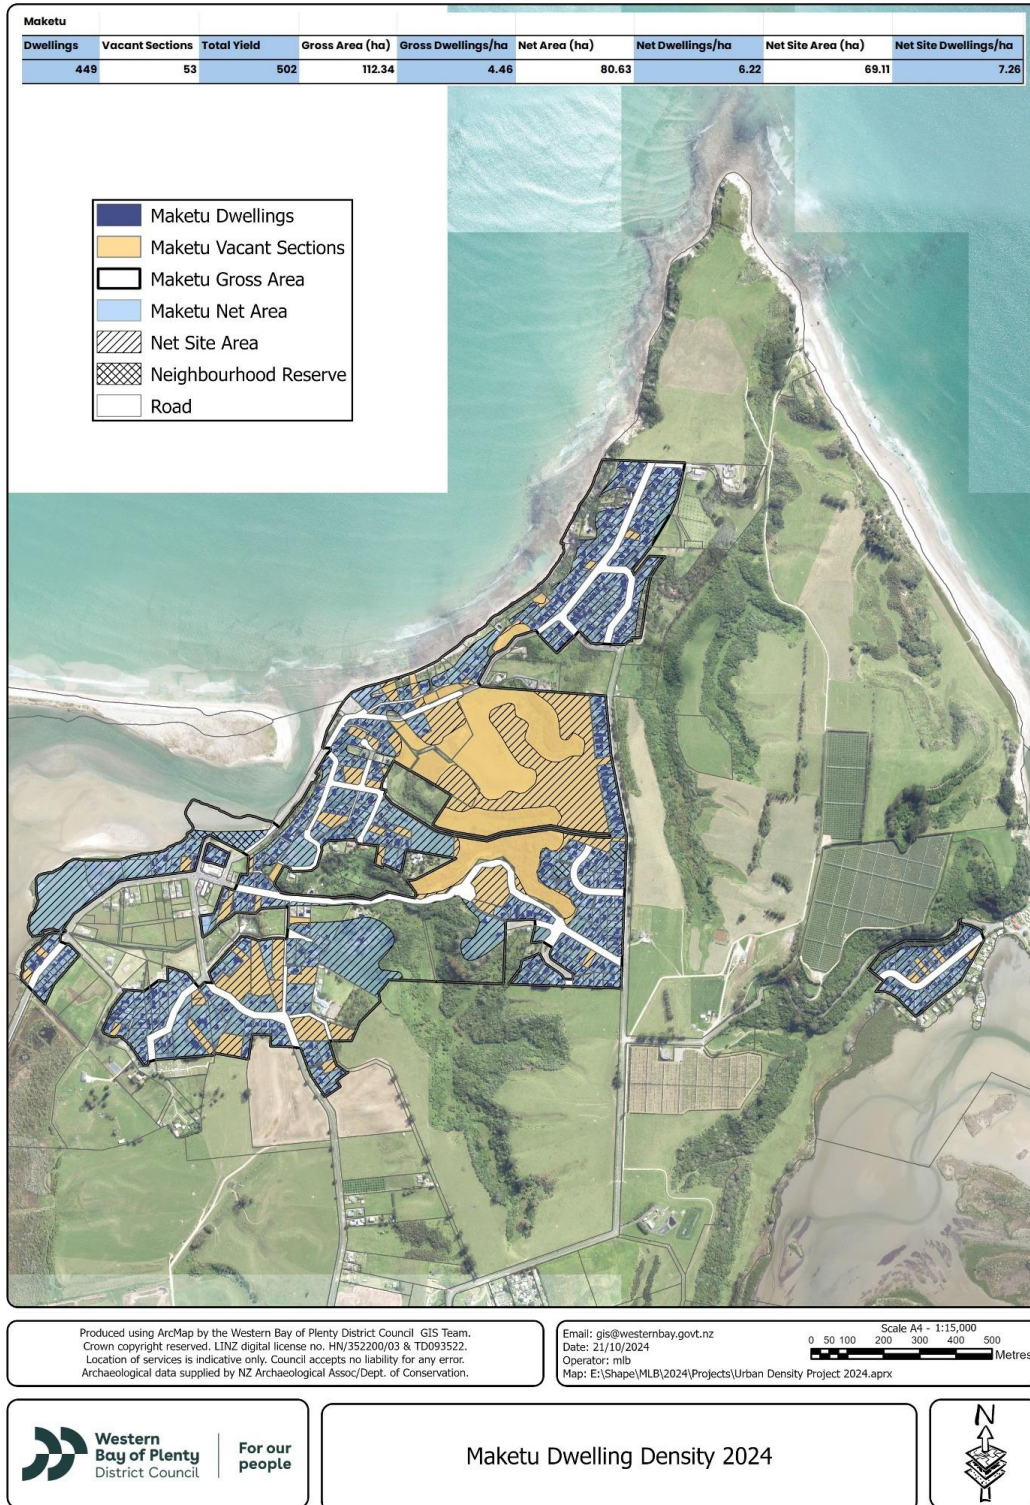 Maketu
Dwellings Vacant Sections Total Yield Gross Area (ha) Gross Dwellings/ha Net Area (ha) Net Dwellings/ha Net Site Area (ha) Net Site Dwellings/ha
449 53 502 112.34 4.46 80.63 6.22 69.11 7.26
Maketu Dwellings
Maketu Vacant Sections
Maketu Gross Area
Maketu Net Area
Net Site Area
Neighbourhood Reserve
Road
Produced using ArcMap by the Western Bay of Plenty District Council GIS Team.
Crown copyright reserved. LINZ digital license no. HN/352200/03 & TD093522.
Location of services is indicative only. Council accepts no liability for any error.
Archaeological data supplied by NZ Archaeological Assoc/Dept. of Conservation.
Email: gis@westernbay.govt.nz
Date: 21/10/2024
Operator: mlb
Map: E:\Shape\MLB\2024\Projects\Urban Density Project 2024.aprx
Scale A4 - 1:15,000
0 50 100 200 300 400 500
Metres
Western
Bay of Plenty
District Council
For our
people
Maketu Dwelling Density 2024
N